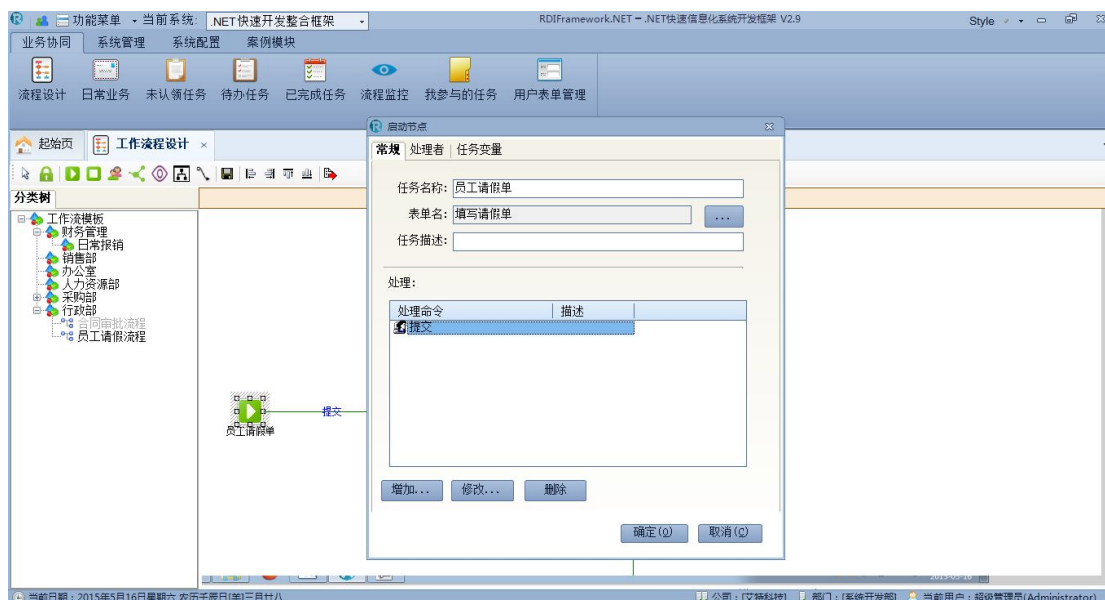 功能菜单 当前系统: .NET快速开发整合框架 RDIFramework.NET - .NET快速信息化系统开发框架 V2.9 Style
业务协同 系统管理 系统配置 案例模块
流程设计 日常业务 未认领任务 待办任务 已完成任务 流程监控 我参与的任务 用户表单管理
启动节点
起始页 工作流程设计
常规 处理者 任务变量
分类树
任务名称: 员工请假单
表单名: 填写请假单 ...
任务描述:
工作流模板
财务管理
日常报销
销售部
办公室
人力资源部
采购部
行政部
合同审批流程
员工请假流程
处理:
处理命令 描述
提交
提交
员工请假单
增加... 修改... 删除
确定(O) 取消(C)
2015-05-16
当前日期：2015年5月16日星期六 农历壬辰日[羊]三月廿八 公司：[艾特科技] 部门：[系统开发部] 当前用户：超级管理员(Administrator)